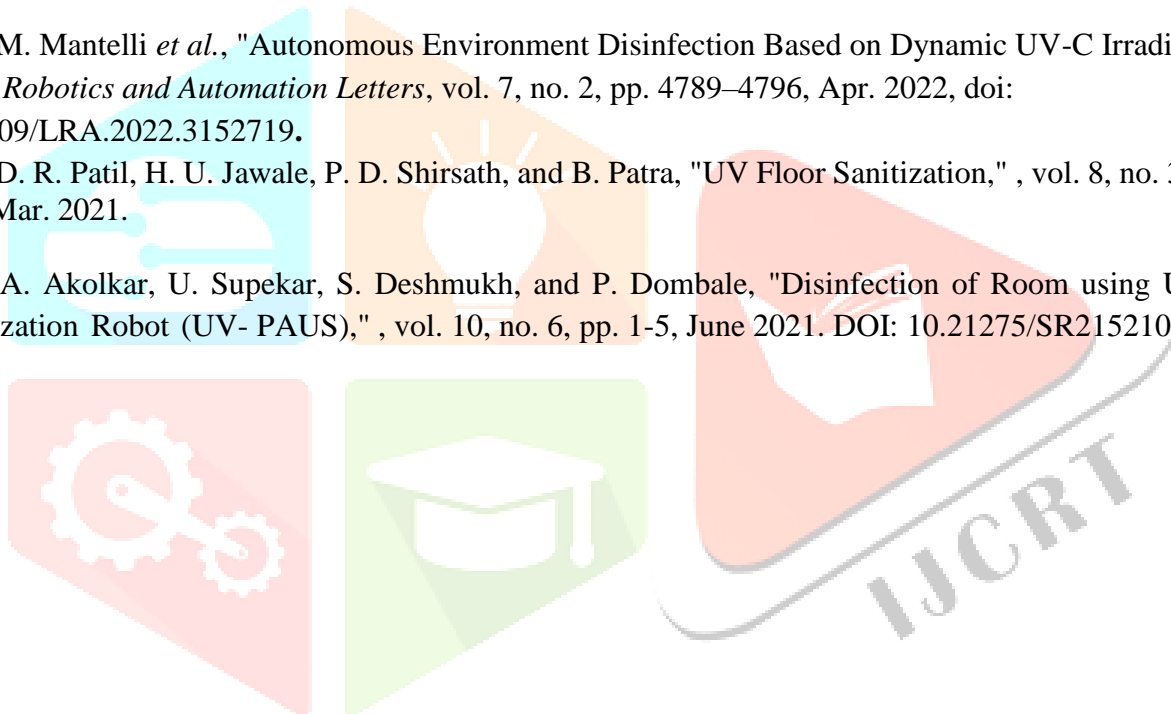 M. Mantelli et al., "Autonomous Environment Disinfection Based on Dynamic UV-C Irradi
Robotics and Automation Letters, vol. 7, no. 2, pp. 4789–4796, Apr. 2022, doi:
09/LRA.2022.3152719.
D. R. Patil, H. U. Jawale, P. D. Shirsath, and B. Patra, "UV Floor Sanitization," , vol. 8, no. 3
Mar. 2021.
A. Akolkar, U. Supekar, S. Deshmukh, and P. Dombale, "Disinfection of Room using U
zation Robot (UV- PAUS)," , vol. 10, no. 6, pp. 1-5, June 2021. DOI: 10.21275/SR215210
IJCRT